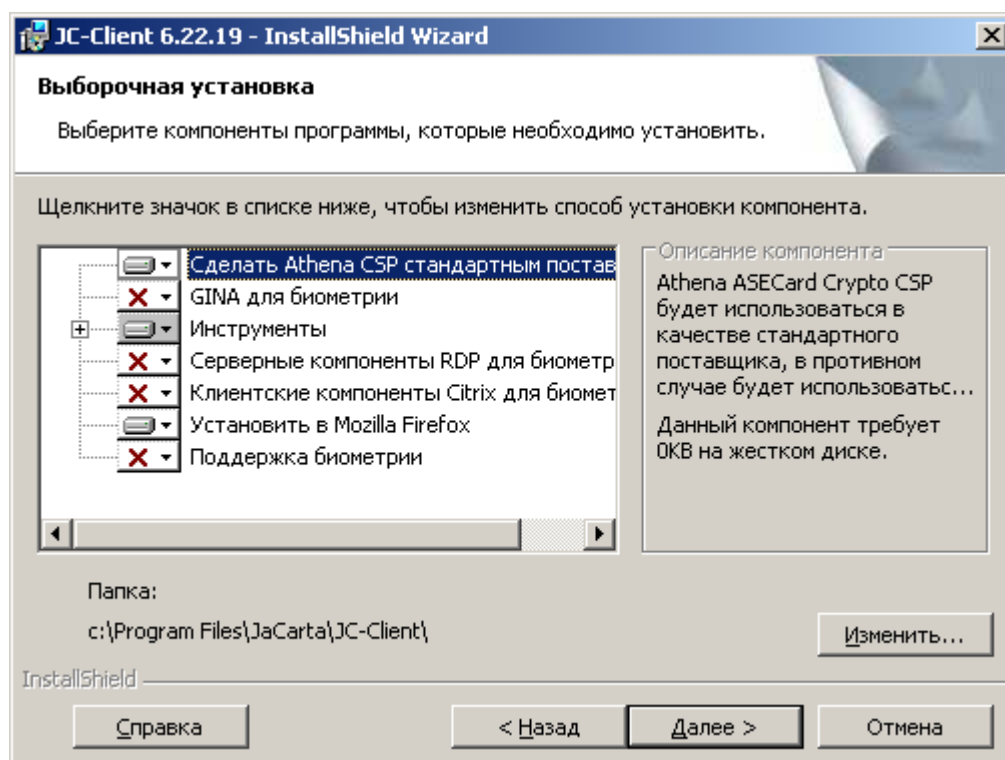 JC-Client 6.22.19 - InstallShield Wizard
Выборочная установка
Выберите компоненты программы, которые необходимо установить.
Щелкните значок в списке ниже, чтобы изменить способ установки компонента.
Сделать Athena CSP стандартным постав
GINA для биометрии
Инструменты
Серверные компоненты RDP для биометр
Клиентские компоненты Citrix для биомет
Установить в Mozilla Firefox
Поддержка биометрии
Описание компонента
Athena ASECard Crypto CSP
будет использоваться в
качестве стандартного
поставщика, в противном
случае будет использоватьс...
Данный компонент требует
0KB на жестком диске.
Папка:
c:\Program Files\JaCarta\JC-Client\
Изменить...
InstallShield
Справка
< Назад
Далее >
Отмена